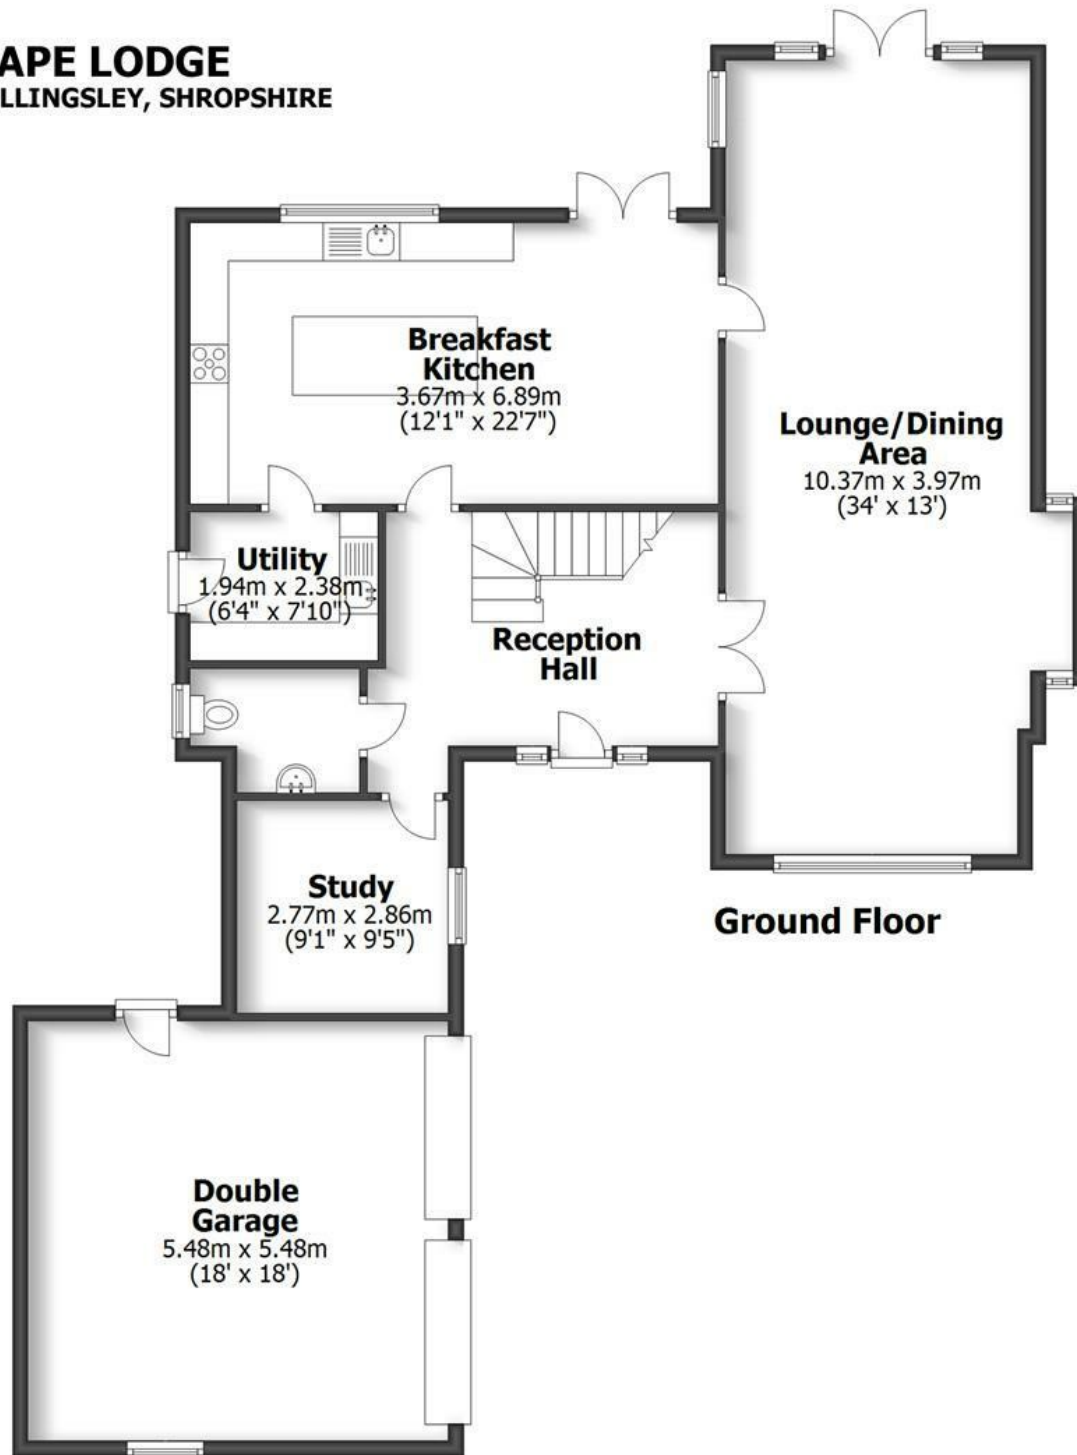 APE LODGE
LLINGSLEY, SHROPSHIRE
Breakfast
Kitchen
3.67m x 6.89m
(12'1" x 22'7")
Lounge/Dining
Area
10.37m x 3.97m
(34' x 13')
Utility
1.94m x 2.38m
(6'4" x 7'10")
Reception
Hall
Study
2.77m x 2.86m
(9'1" x 9'5")
Ground Floor
Double
Garage
5.48m x 5.48m
(18' x 18')